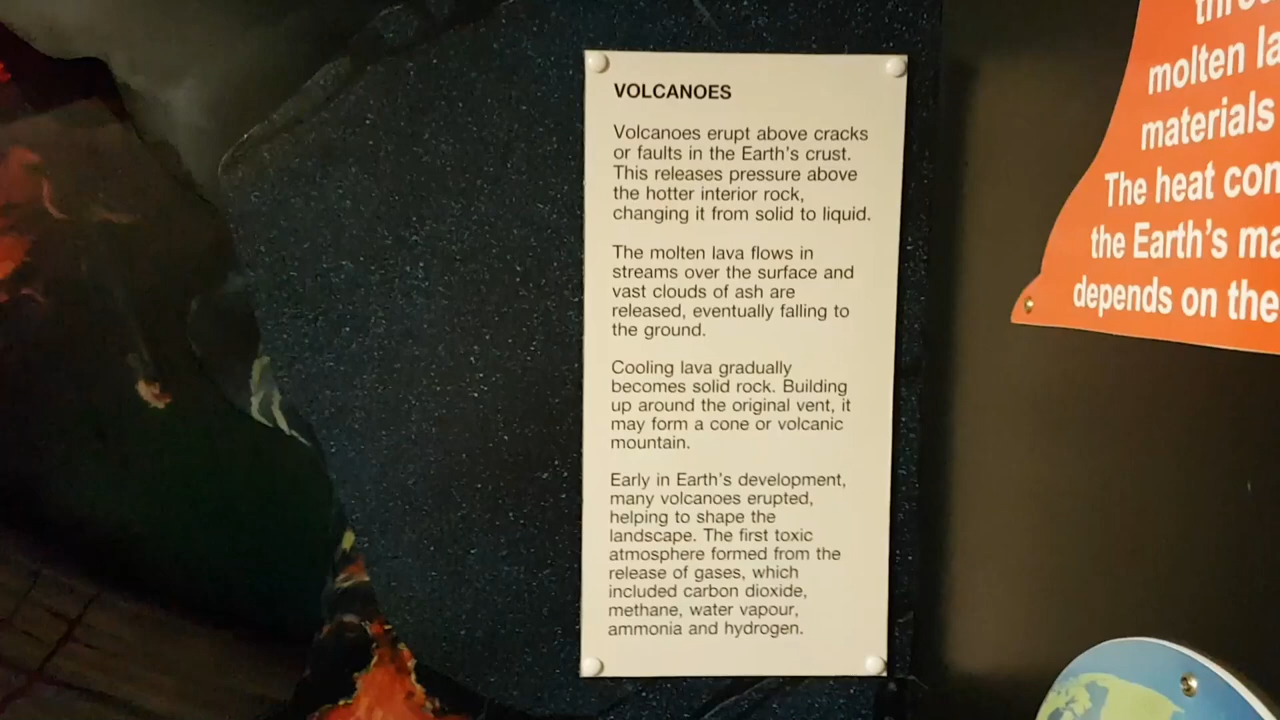 VOLCANOES
Volcanoes erupt above cracks
or faults in the Earth's crust.
This releases pressure above
the hotter interior rock,
changing it from solid to liquid.
The molten lava flows in
streams over the surface and
vast clouds of ash are
released, eventually falling to
the ground.
Cooling lava gradually
becomes solid rock. Building
up around the original vent, it
may form a cone or volcanic
mountain.
Early in Earth's development,
many volcanoes erupted,
helping to shape the
landscape. The first toxic
atmosphere formed from the
release of gases, which
included carbon dioxide,
methane, water vapour,
ammonia and hydrogen.
molten
materials
The heat
the Earth's
depends on the